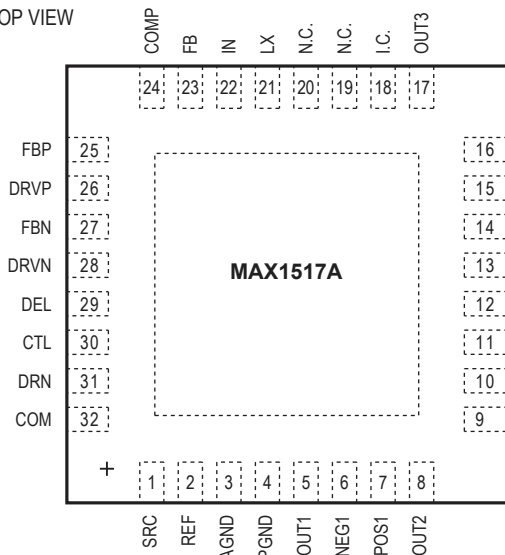 OP VIEW
COMP FB IN LX N.C. N.C. I.C. OUT3
24 23 22 21 20 19 18 17
FBP 25 16
DRVP 26 15
FBN 27 14
DRVN 28 MAX1517A 13
DEL 29 12
CTL 30 11
DRN 31 10
COM 32 9
+
1 2 3 4 5 6 7 8
SRC REF AGND PGND OUT1 NEG1 POS1 OUT2